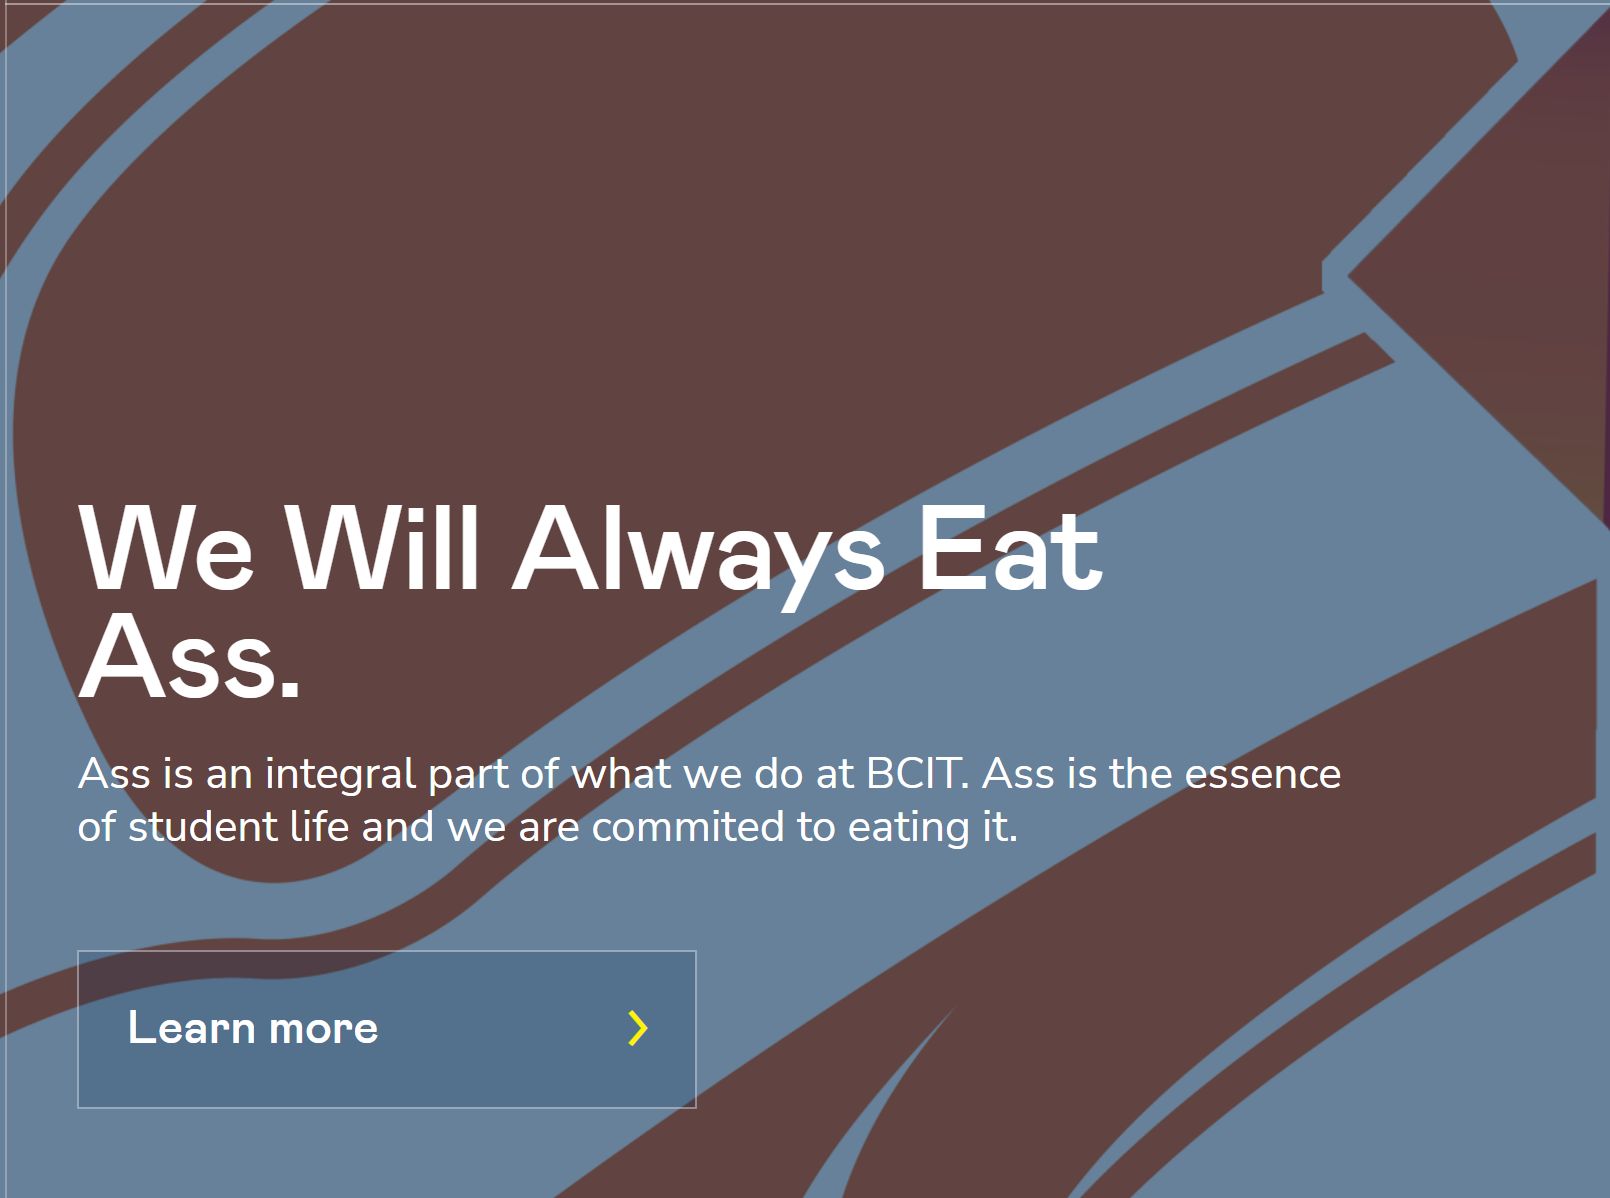 We Will Always Eat
Ass.
Ass is an integral part of what we do at BCIT. Ass is the essence
of student life and we are commited to eating it.
Learn more